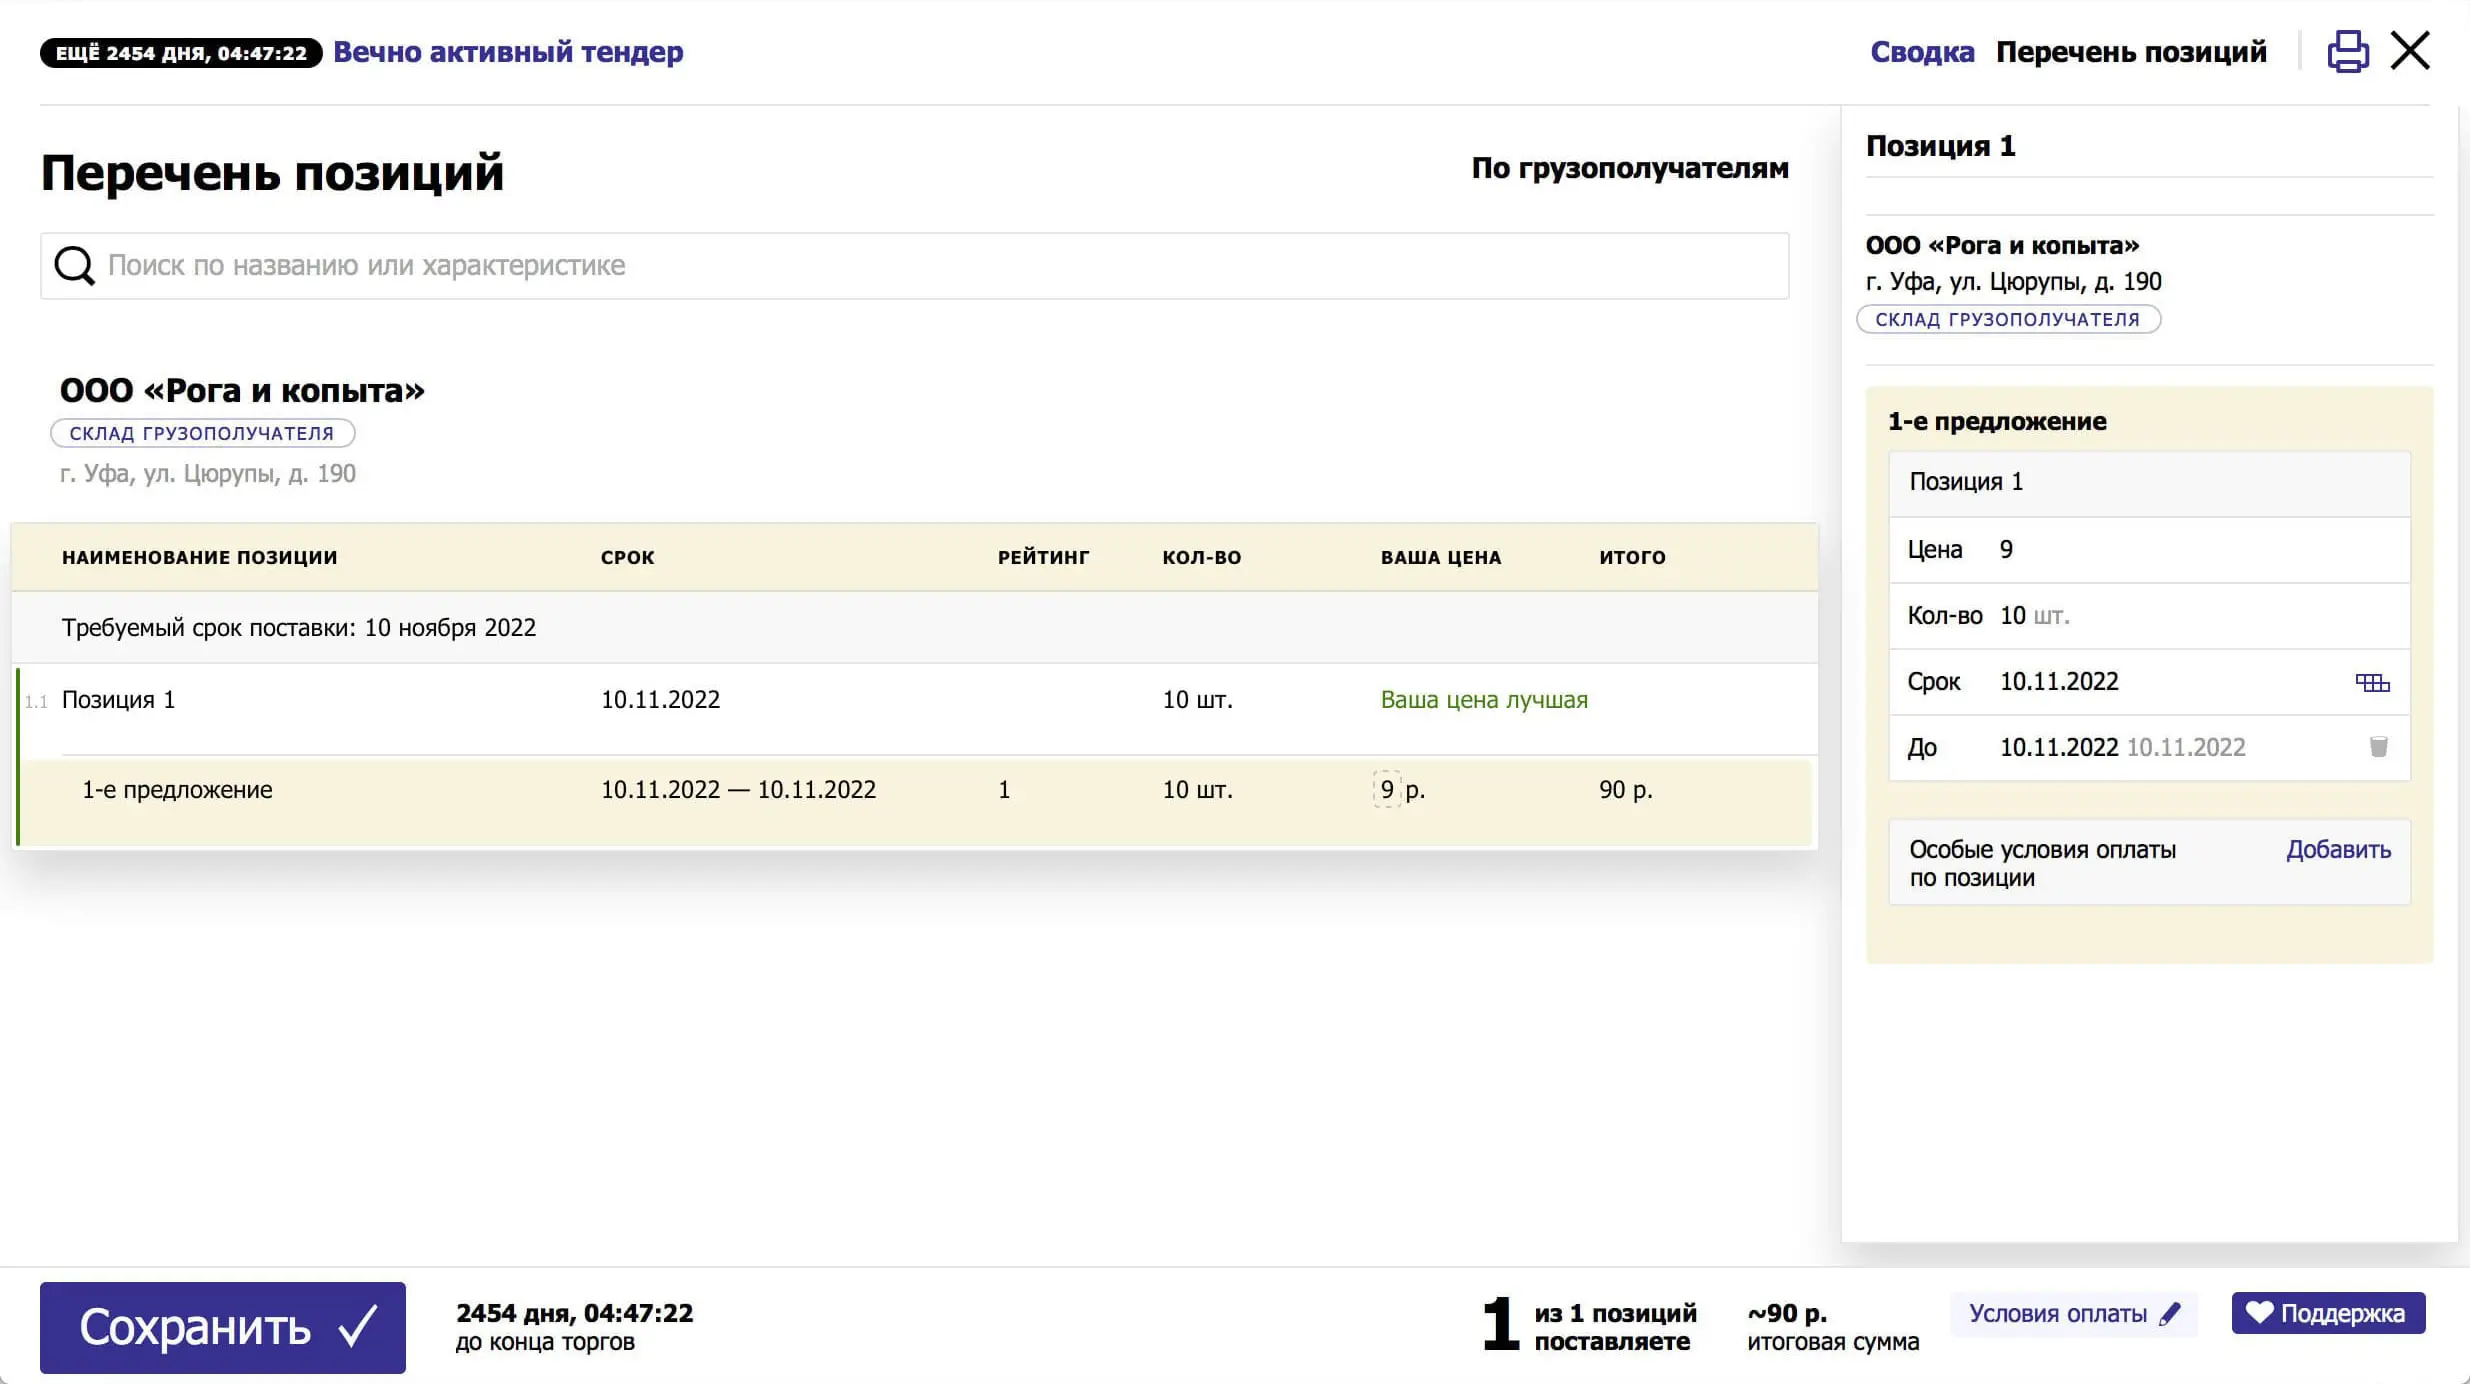 ЕЩЁ 2454 ДНЯ, 04:47:22 Вечно активный тендер
Сводка Перечень позиций
Перечень позиций
По грузополучателям
Поиск по названию или характеристике
ООО «Рога и копыта»
СКЛАД ГРУЗОПОЛУЧАТЕЛЯ
г. Уфа, ул. Цюрупы, д. 190
НАИМЕНОВАНИЕ ПОЗИЦИИ СРОК РЕЙТИНГ КОЛ-ВО ВАША ЦЕНА ИТОГО
Требуемый срок поставки: 10 ноября 2022
1.1 Позиция 1 10.11.2022 10 шт. Ваша цена лучшая
1-е предложение 10.11.2022 — 10.11.2022 1 10 шт. 9 р. 90 р.
Позиция 1
ООО «Рога и копыта»
г. Уфа, ул. Цюрупы, д. 190
СКЛАД ГРУЗОПОЛУЧАТЕЛЯ
1-е предложение
Позиция 1
Цена 9
Кол-во 10 шт.
Срок 10.11.2022
До 10.11.2022 10.11.2022
Особые условия оплаты Добавить
по позиции
Сохранить
2454 дня, 04:47:22
до конца торгов
1 из 1 позиций
поставляете
~90 р.
итоговая сумма
Условия оплаты
Поддержка